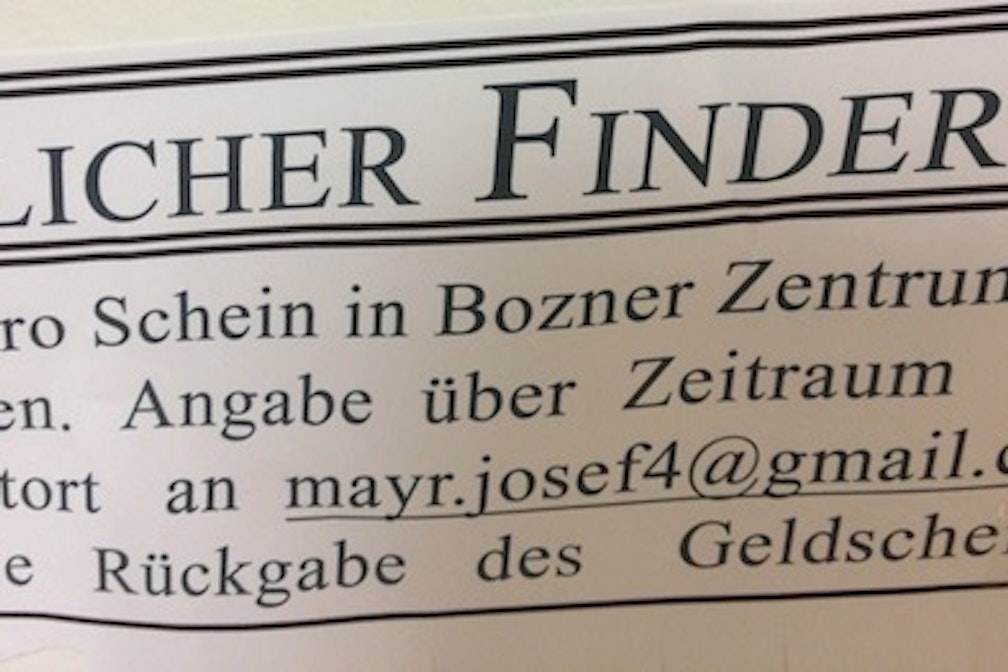 LICHER FINDER
ro Schein in Bozner Zentrum
en. Angabe über Zeitraum
tort an mayr.josef4@gmail.c
e Rückgabe des Geldsche